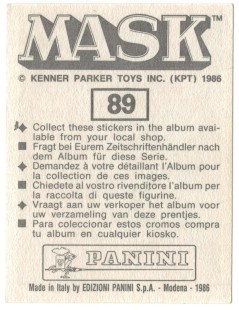 MASK™
© KENNER PARKER TOYS INC. (KPT) 1986
89
Collect these stickers in the album avai-
lable from your local shop.
Fragt bei Eurem Zeitschriftenhändler nach
dem Album für diese Serie.
Demandez à votre détaillant l'Album pour
la collection de ces images.
Chiedete al vostro rivenditore l'album per
la raccolta di queste figurine.
Vraagt aan uw verkoper het album voor
uw verzameling van deze prentjes.
Para coleccionar estos cromos compra
tu album en cualquier kiosko.
PANINI
Made in Italy by EDIZIONI PANINI S.p.A. - Modena - 1986